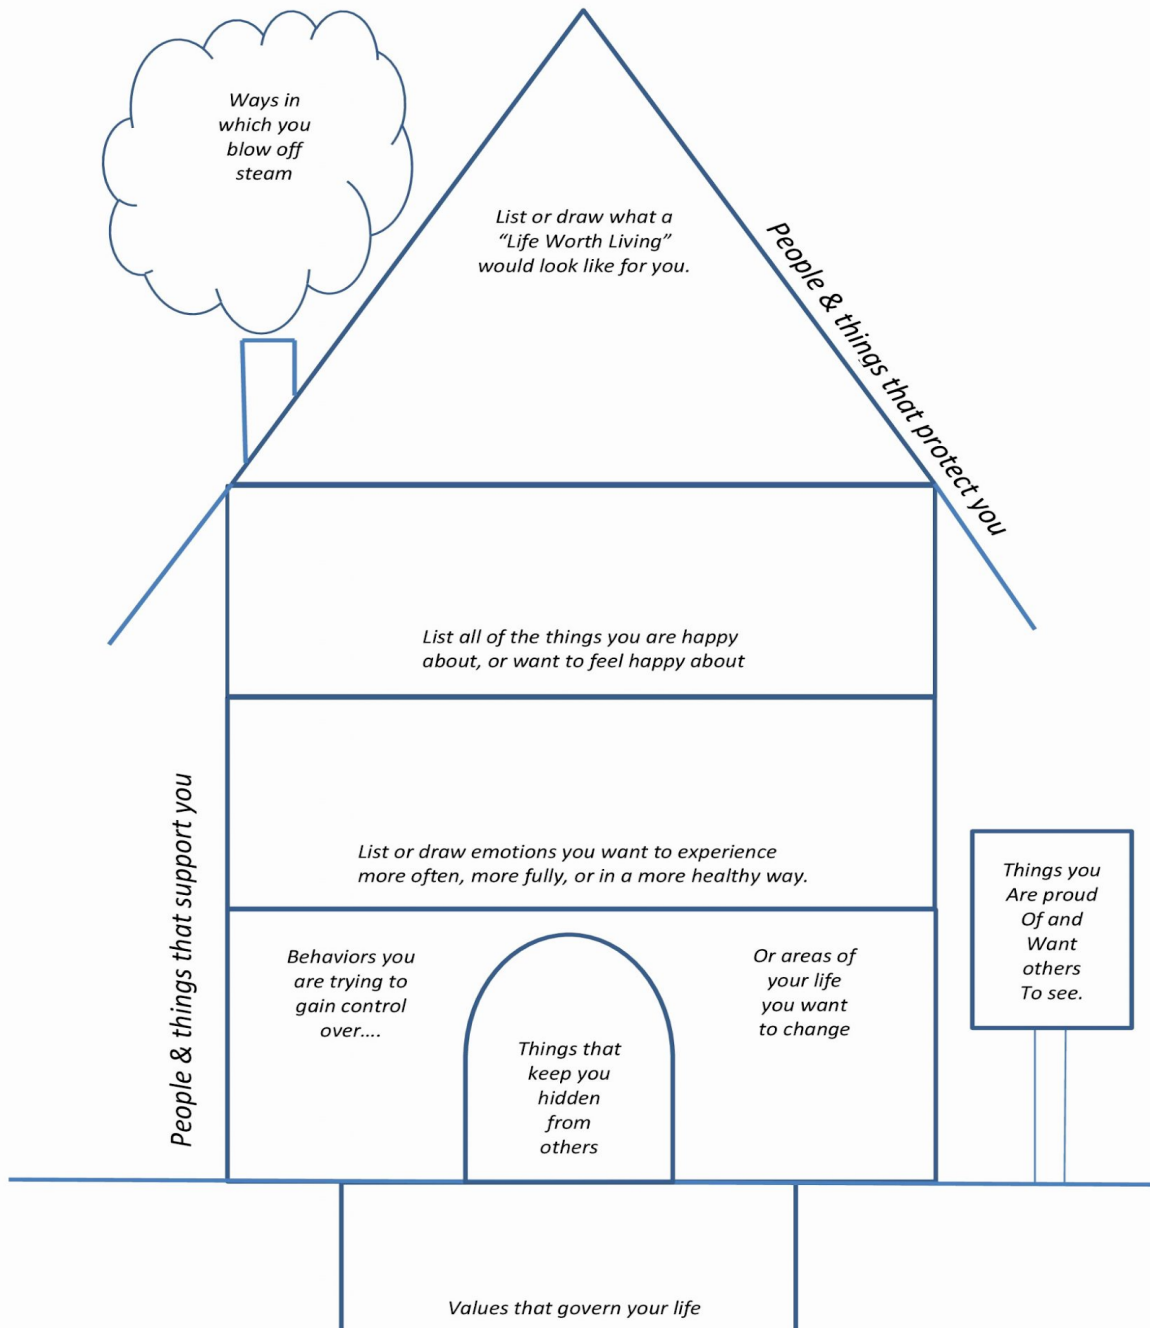 Ways in
which you
blow off
steam
List or draw what a
“Life Worth Living”
would look like for you.
People & things that protect you
List all of the things you are happy
about, or want to feel happy about
People & things that support you
List or draw emotions you want to experience
more often, more fully, or in a more healthy way.
Behaviors you
are trying to
gain control
over....
Things that
keep you
hidden
from
others
Or areas of
your life
you want
to change
Things you
Are proud
Of and
Want
others
To see.
Values that govern your life